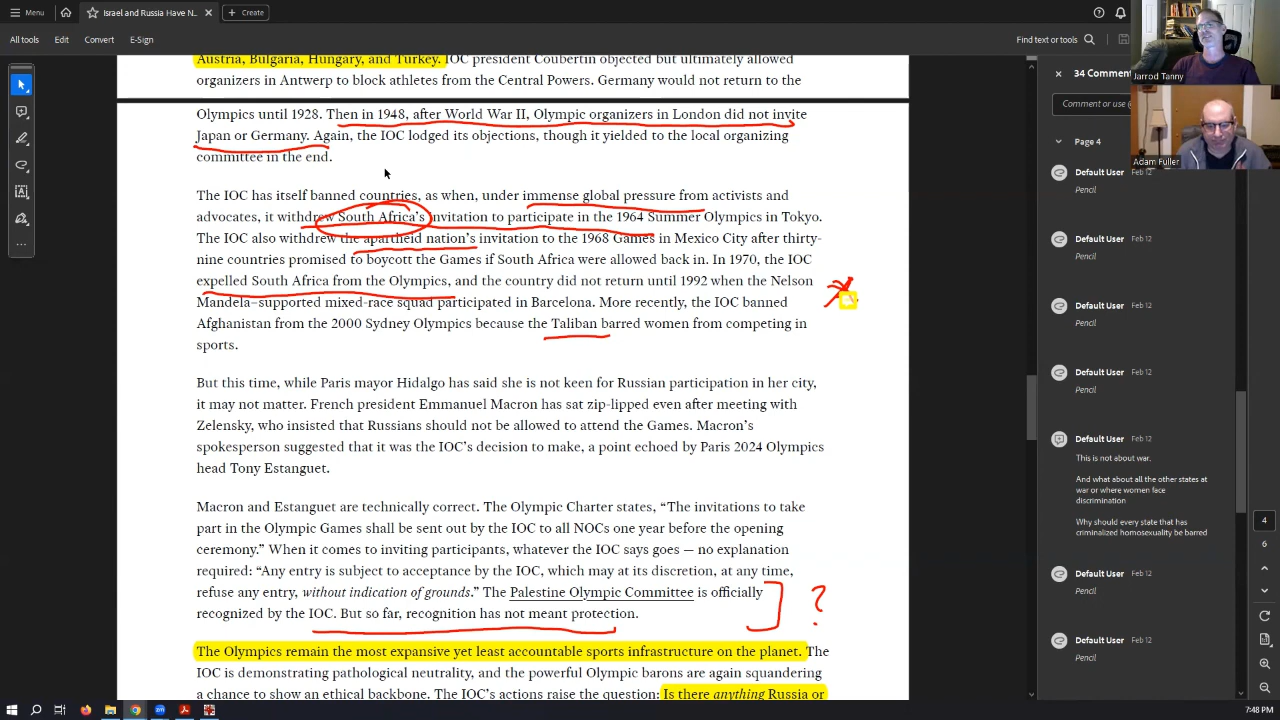 Menu
Israel and Russia Have N...
Create
All tools
Edit
Convert
E-Sign
Find text or tools
Austria, Bulgaria, Hungary, and Turkey. IOC president Coubertin objected but ultimately allowed
organizers in Antwerp to block athletes from the Central Powers. Germany would not return to the
Olympics until 1928. Then in 1948, after World War II, Olympic organizers in London did not invite
Japan or Germany. Again, the IOC lodged its objections, though it yielded to the local organizing
committee in the end.
The IOC has itself banned countries, as when, under immense global pressure from activists and
advocates, it withdrew South Africa's invitation to participate in the 1964 Summer Olympics in Tokyo.
The IOC also withdrew the apartheid nation's invitation to the 1968 Games in Mexico City after thirty-
nine countries promised to boycott the Games if South Africa were allowed back in. In 1970, the IOC
expelled South Africa from the Olympics, and the country did not return until 1992 when the Nelson
Mandela–supported mixed-race squad participated in Barcelona. More recently, the IOC banned
Afghanistan from the 2000 Sydney Olympics because the Taliban barred women from competing in
sports.
But this time, while Paris mayor Hidalgo has said she is not keen for Russian participation in her city,
it may not matter. French president Emmanuel Macron has sat zip-lipped even after meeting with
Zelensky, who insisted that Russians should not be allowed to attend the Games. Macron's
spokesperson suggested that it was the IOC's decision to make, a point echoed by Paris 2024 Olympics
head Tony Estanguet.
Macron and Estanguet are technically correct. The Olympic Charter states, “The invitations to take
part in the Olympic Games shall be sent out by the IOC to all NOCs one year before the opening
ceremony.” When it comes to inviting participants, whatever the IOC says goes — no explanation
required: “Any entry is subject to acceptance by the IOC, which may at its discretion, at any time,
refuse any entry, without indication of grounds.” The Palestine Olympic Committee is officially
recognized by the IOC. But so far, recognition has not meant protection.
?
The Olympics remain the most expansive yet least accountable sports infrastructure on the planet. The
IOC is demonstrating pathological neutrality, and the powerful Olympic barons are again squandering
a chance to show an ethical backbone. The IOC's actions raise the question: Is there anything Russia or
34 Comme
Comment or use
Page 4
Default User Feb 12
Pencil
Default User Feb 12
Pencil
Default User Feb 12
Pencil
Default User Feb 12
Pencil
Default User Feb 12
This is not about war.
And what about all the other states at
war or where women face
discrimination
Why should every state that has
criminalized homosexuality be barred
Default User Feb 12
Pencil
Default User Feb 12
Pencil
4
6
Jarrod Tanny
Adam Fuller
7:48 PM